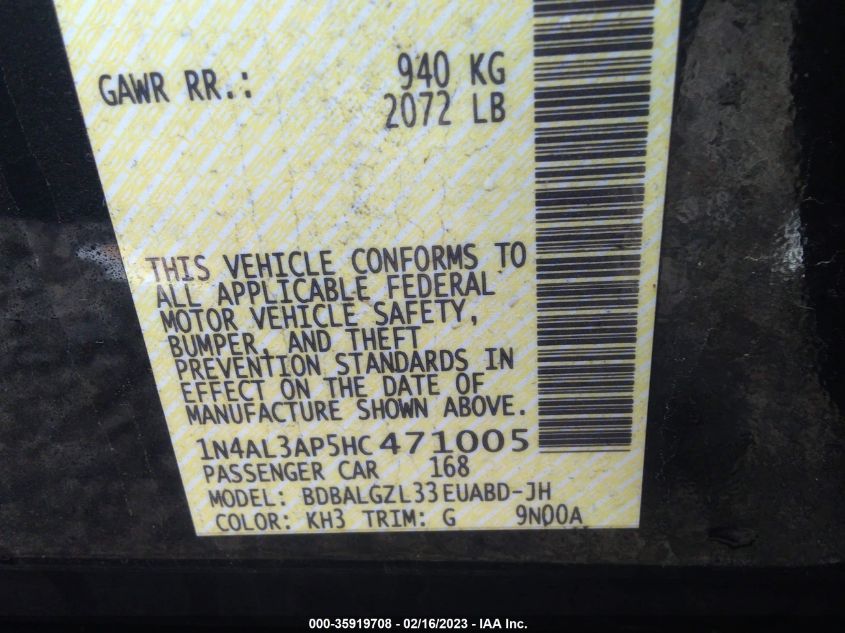 GAWR RR.: 940 KG
2072 LB
THIS VEHICLE CONFORMS TO
ALL APPLICABLE FEDERAL
MOTOR VEHICLE SAFETY,
BUMPER, AND THEFT
PREVENTION STANDARDS IN
EFFECT ON THE DATE OF
MANUFACTURE SHOWN ABOVE.
1N4AL3AP5HC471005
PASSENGER CAR 168
MODEL: BDBALGZL33EUABD-JH
COLOR: KH3 TRIM: G 9N00A
000-35919708 - 02/16/2023 - IAA Inc.